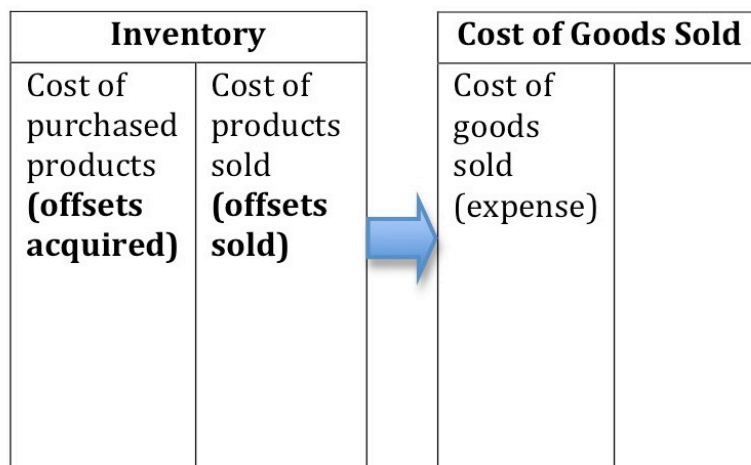 Inventory
Cost of
purchased
products
(offsets
acquired)
Cost of
products
sold
(offsets
sold)
Cost of Goods Sold
Cost of
goods
sold
(expense)